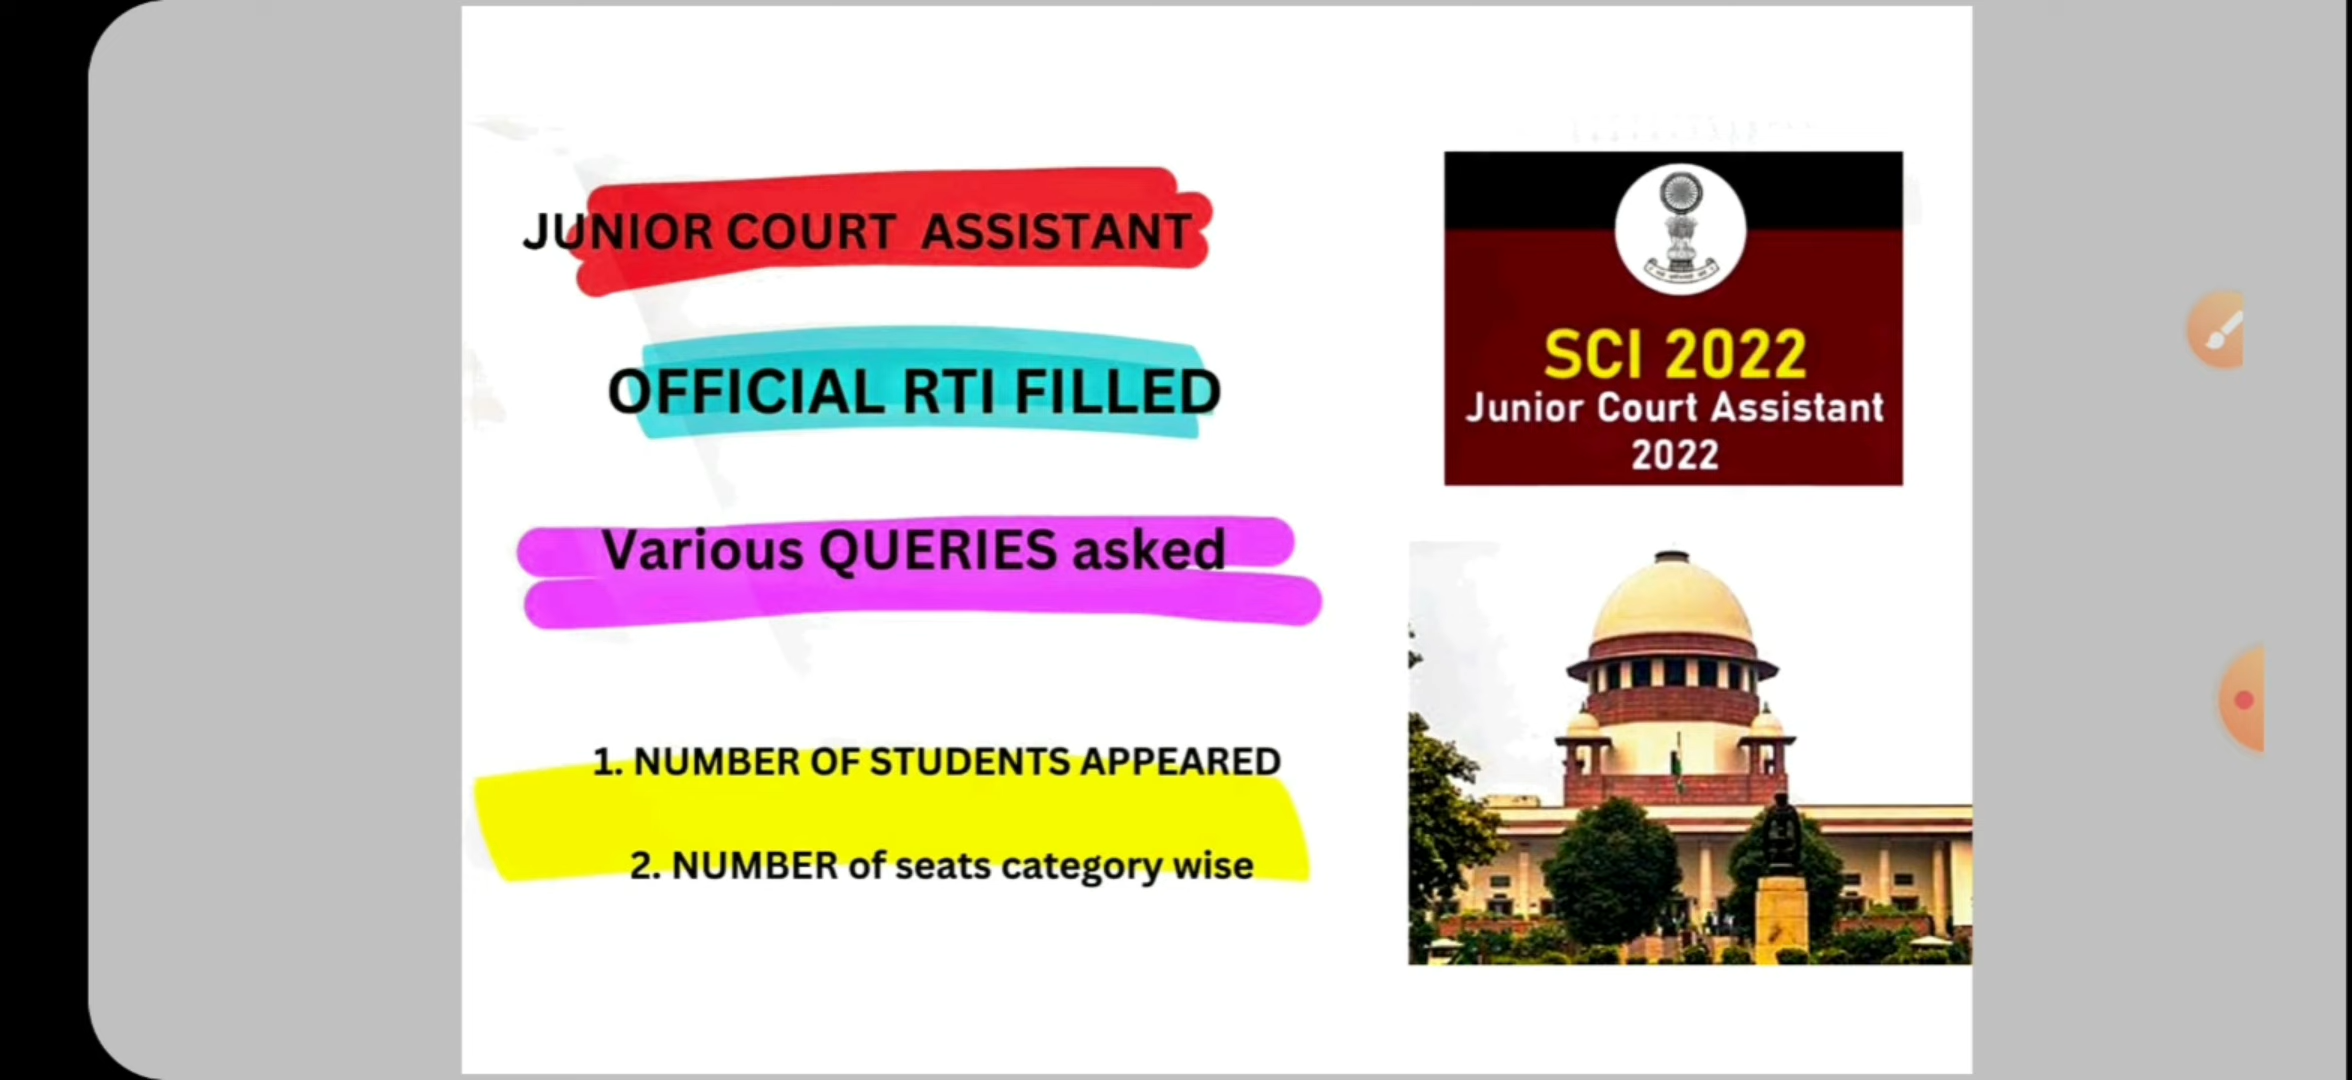 JUNIOR COURT ASSISTANT
OFFICIAL RTI FILLED
Various QUERIES asked
1. NUMBER OF STUDENTS APPEARED
2. NUMBER of seats category wise
SCI 2022
Junior Court Assistant
2022